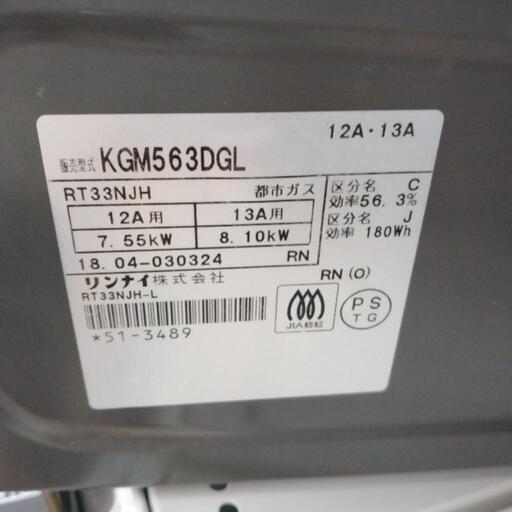 12A・13A
販売型式 KGM563DGL
RT33NJH 都市ガス
12A用 13A用
7.55kW 8.10kW
区分名 C
効率56.3%
区分名 J
効率 180Wh
18.04-030324 RN
リンナイ株式会社
RT33NJH-L
RN (O)
*51-3489
JIA認証
PS
TG